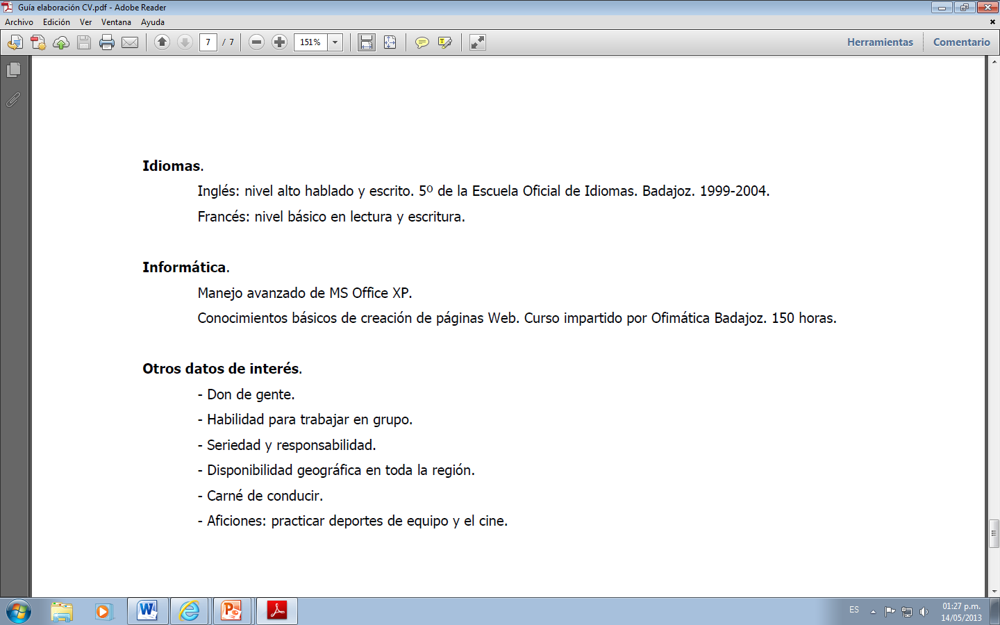 Guía elaboración CV.pdf - Adobe Reader
Archivo Edición Ver Ventana Ayuda
7 / 7 151% Herramientas Comentario
Idiomas.
Inglés: nivel alto hablado y escrito. 5º de la Escuela Oficial de Idiomas. Badajoz. 1999-2004.
Francés: nivel básico en lectura y escritura.
Informática.
Manejo avanzado de MS Office XP.
Conocimientos básicos de creación de páginas Web. Curso impartido por Ofimática Badajoz. 150 horas.
Otros datos de interés.
- Don de gente.
- Habilidad para trabajar en grupo.
- Seriedad y responsabilidad.
- Disponibilidad geográfica en toda la región.
- Carné de conducir.
- Aficiones: practicar deportes de equipo y el cine.
ES 01:27 p.m.
14/05/2013